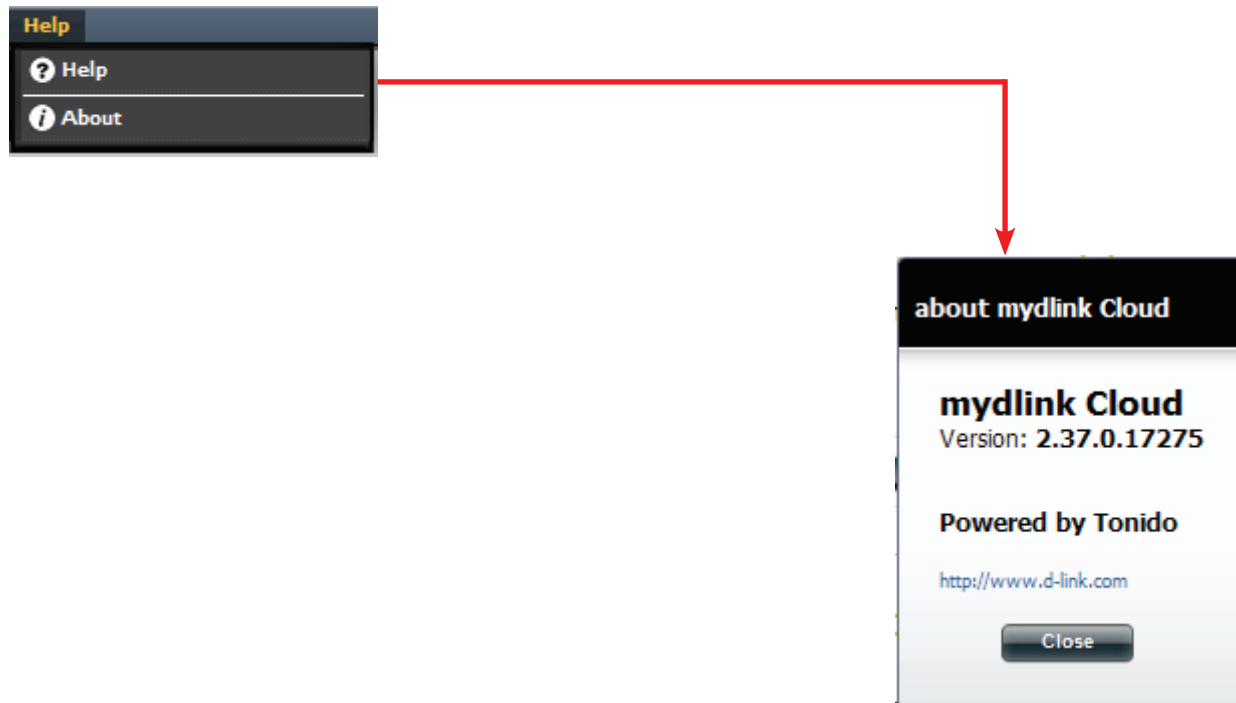 Help
Help
About
about mydlink Cloud
mydlink Cloud
Version: 2.37.0.17275
Powered by Tonido
http://www.d-link.com
Close